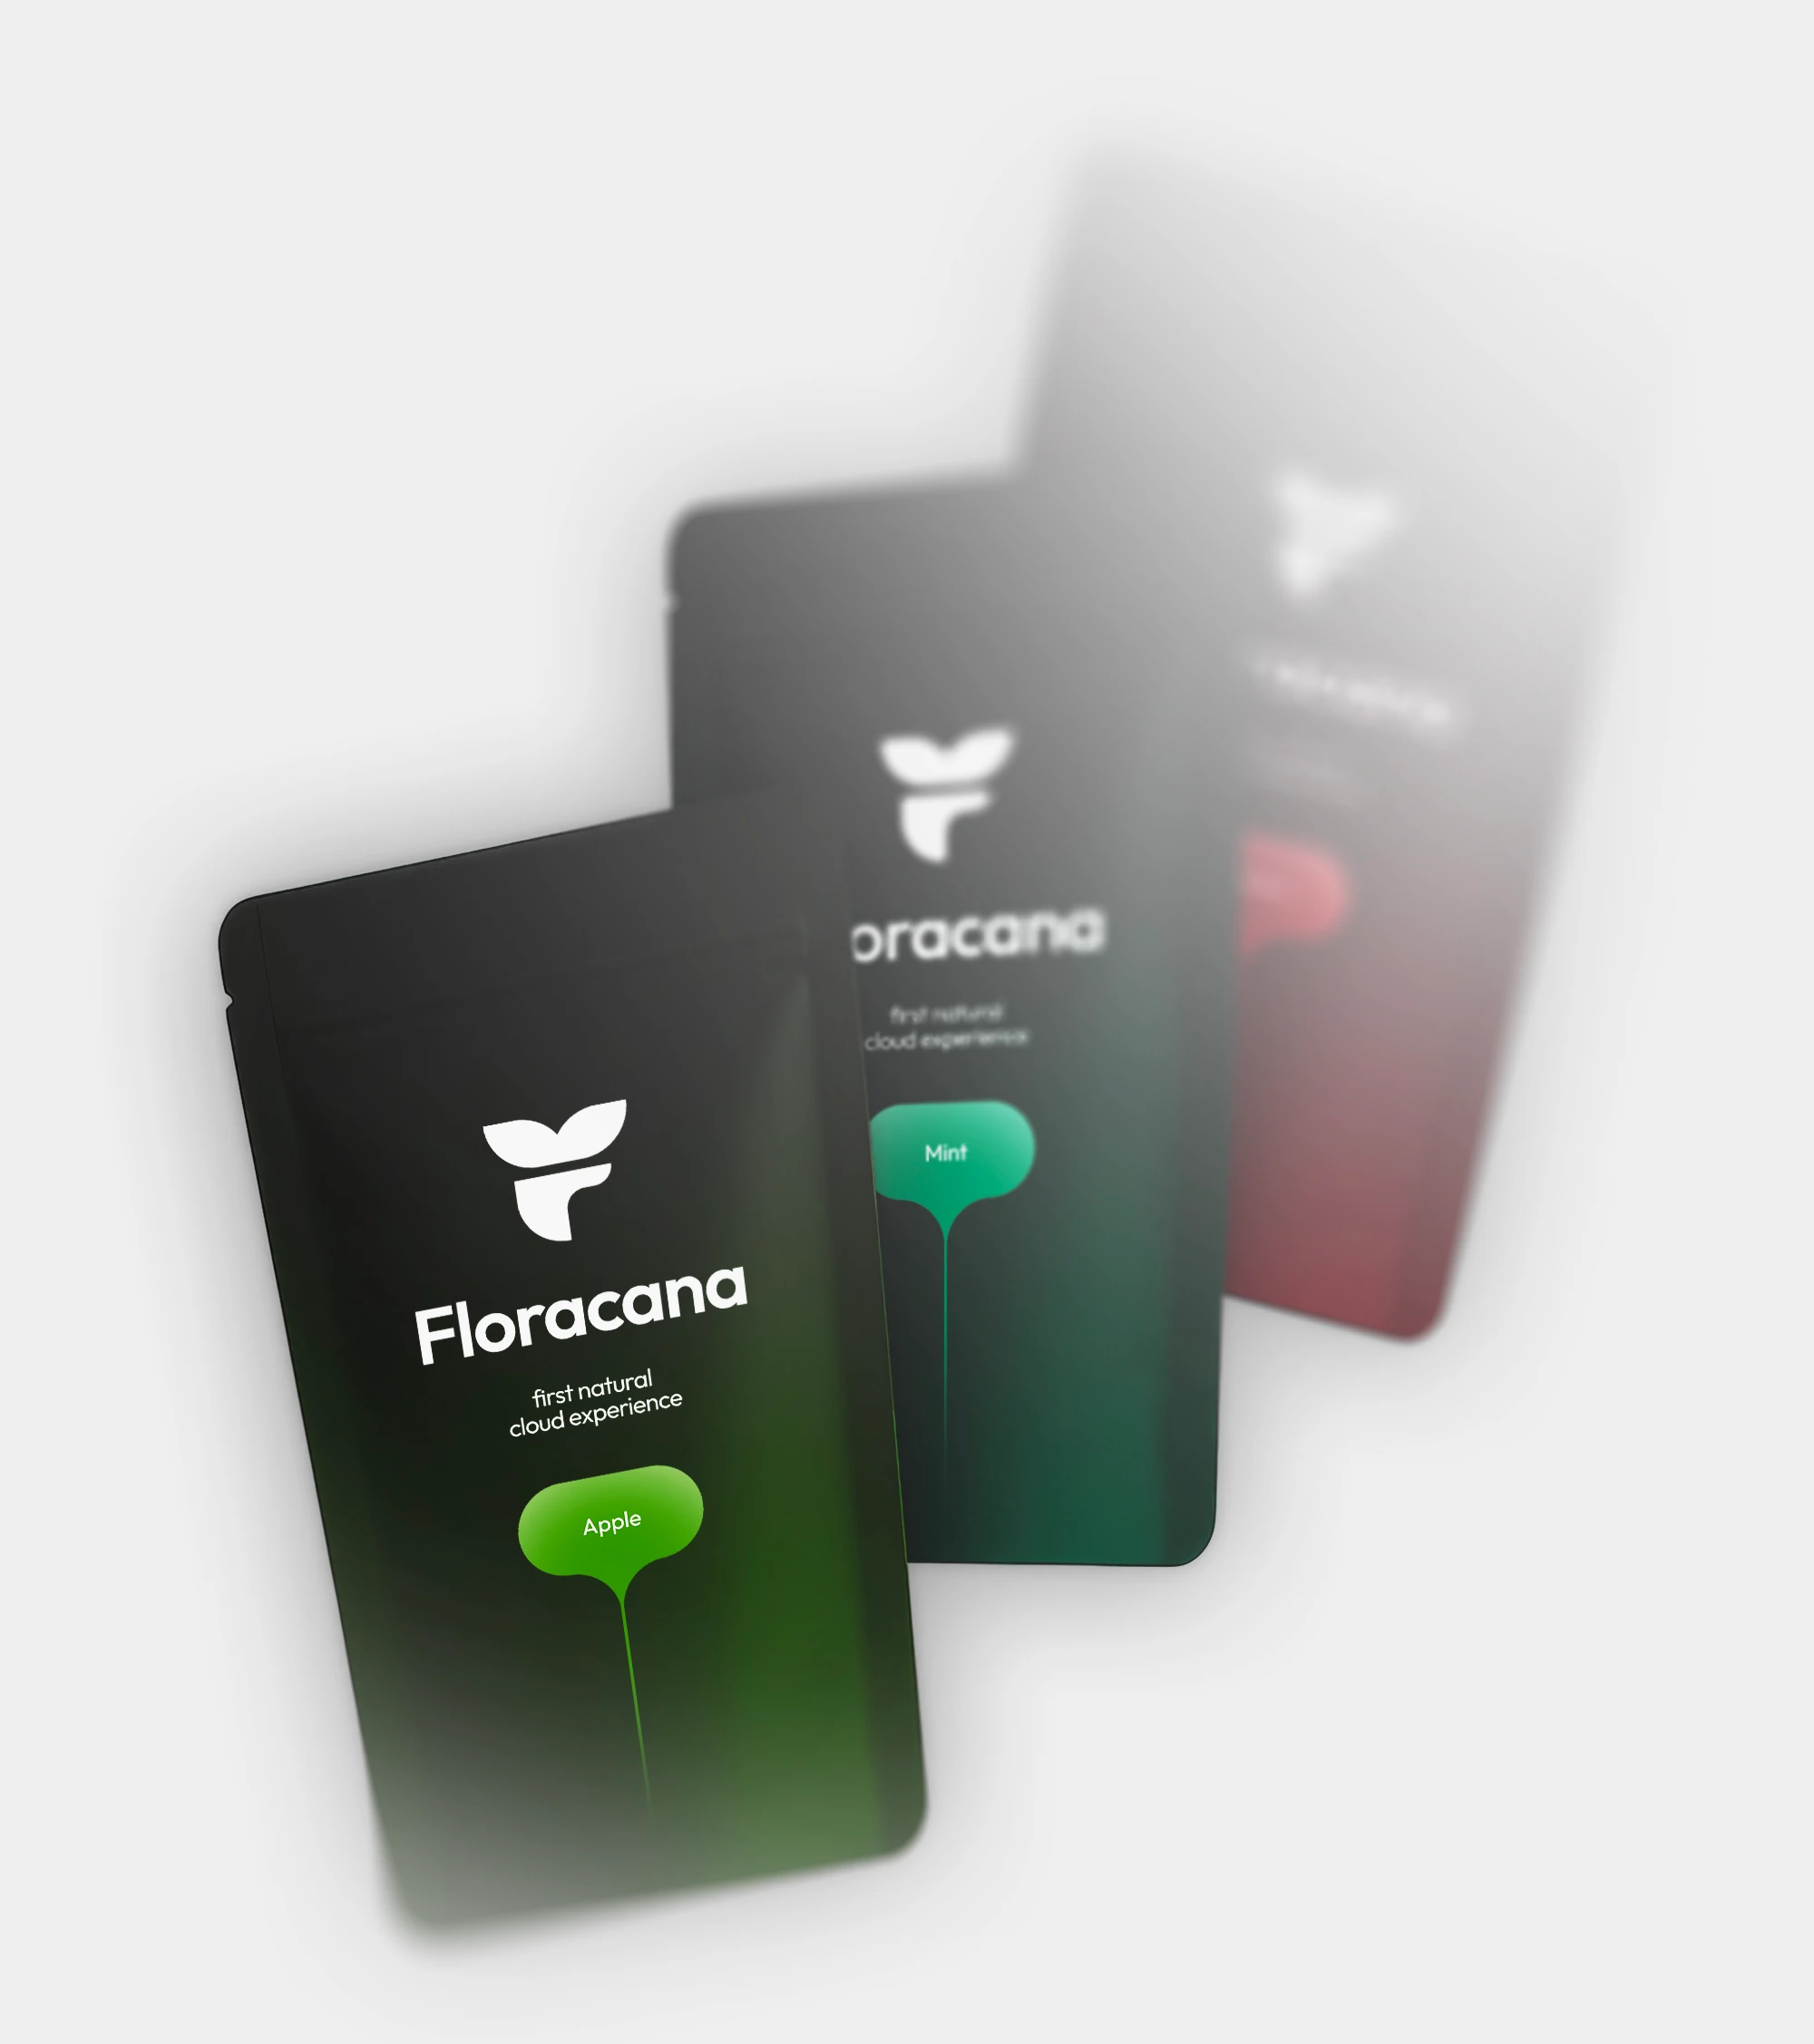 Floracana
first natural
cloud experience
Apple
oracana
first natural
cloud experience
Mint